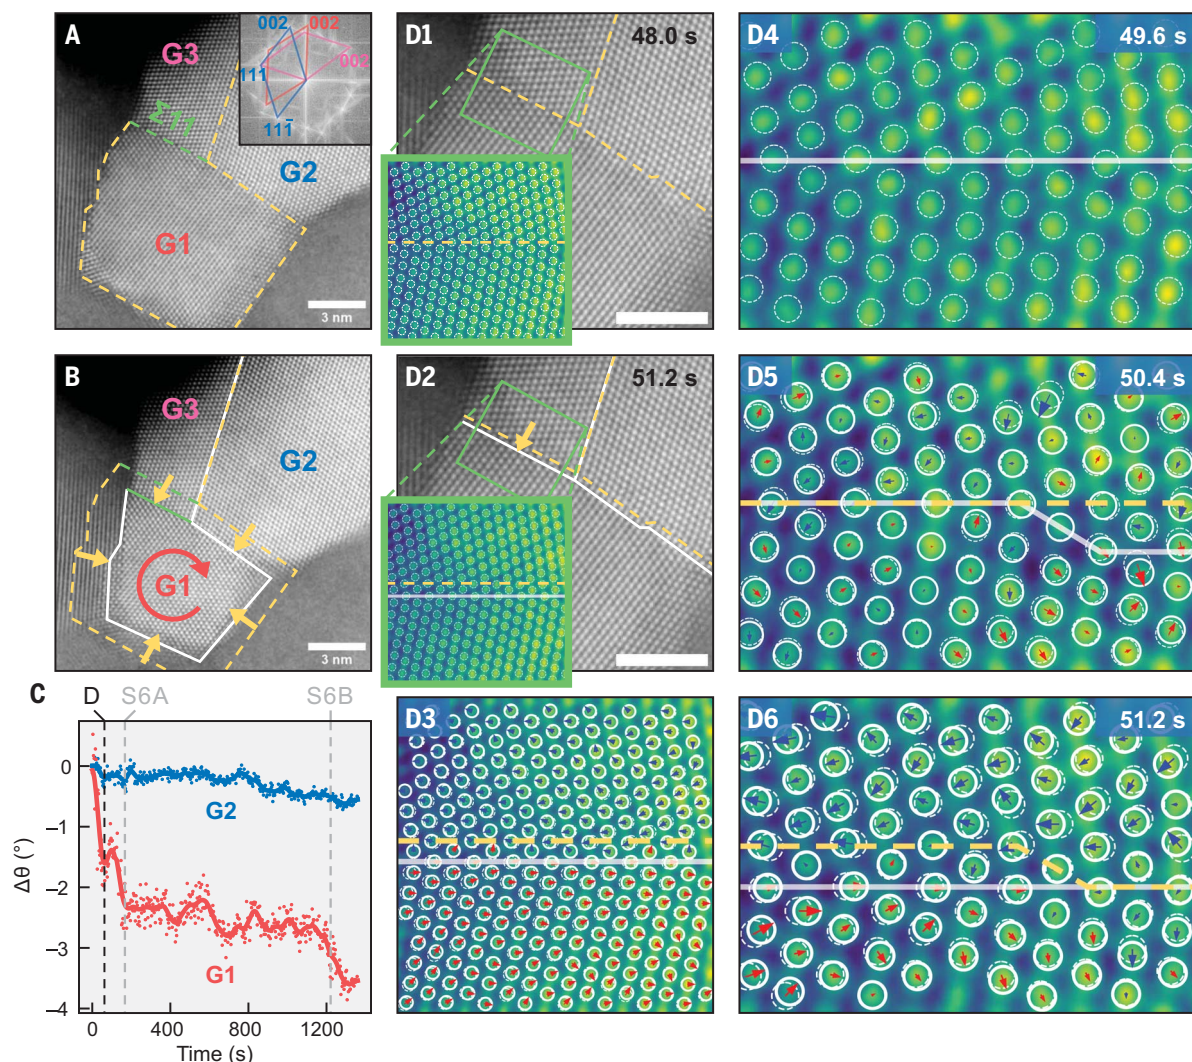 A
G3
Σ11
G2
G1
002
002
002
111
111̄
3 nm
D1
48.0 s
D4
49.6 s
B
G3
G2
G1
3 nm
D2
51.2 s
D5
50.4 s
C
D
S6A
S6B
0
–1
–2
–3
–4
Δθ (°)
G2
G1
0
400
800
1200
Time (s)
D3
D6
51.2 s